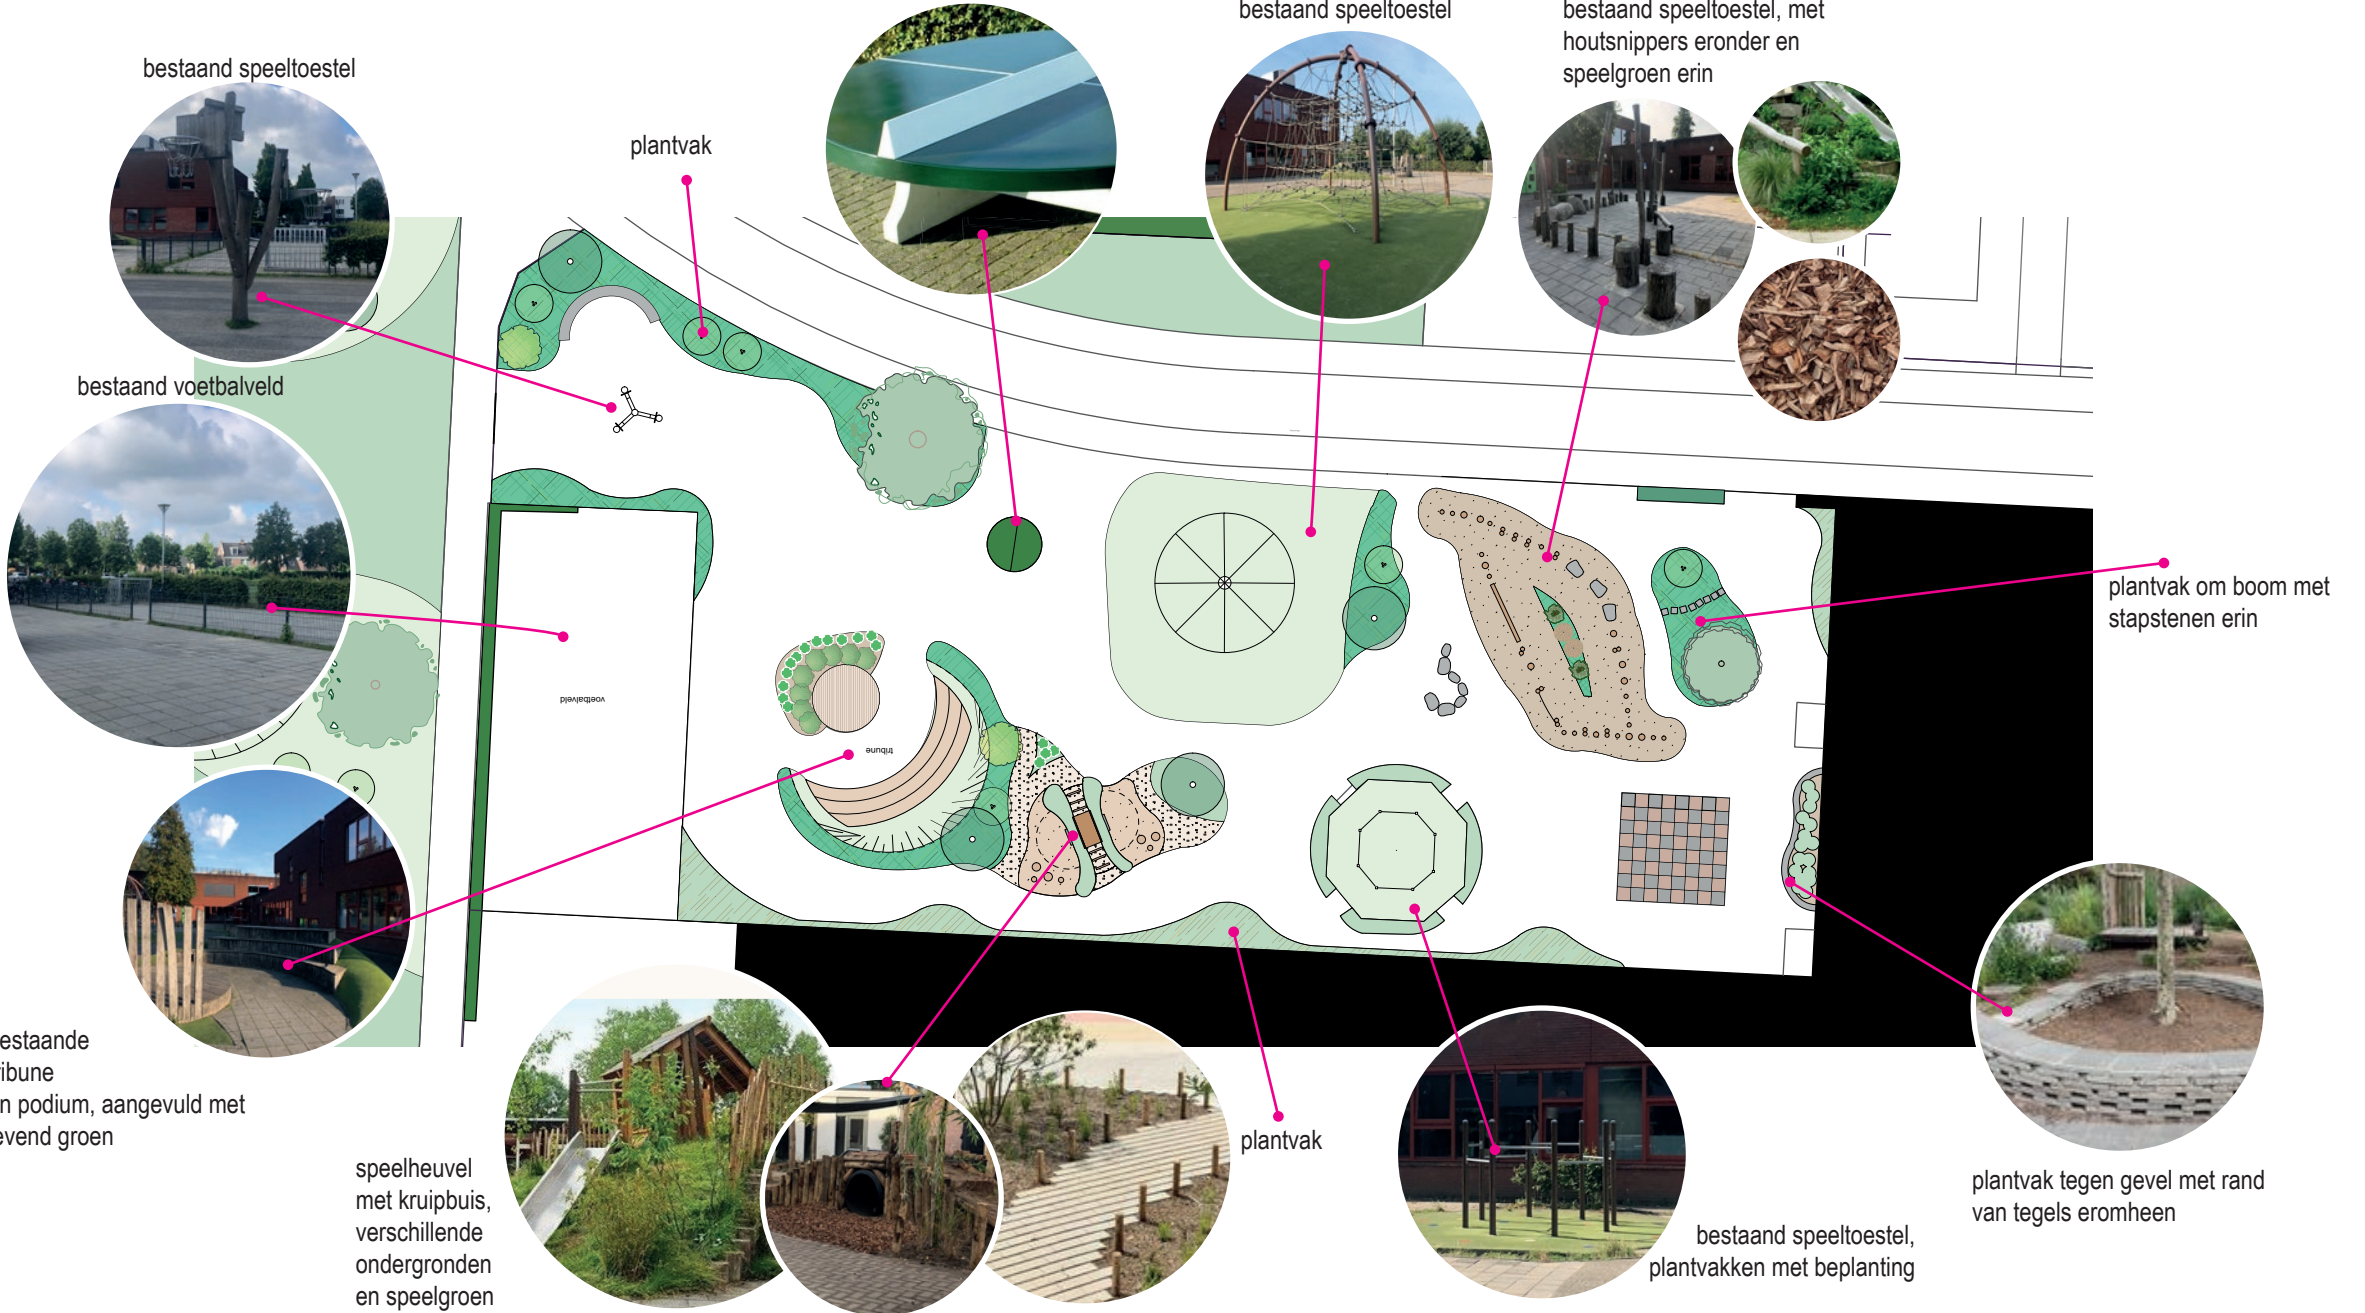 bestaand speeltoestel
bestaand speeltoestel, met
houtsnippers eronder en
speelgroen erin
bestaand speeltoestel
plantvak
bestaand voetbalveld
plantvak om boom met
stapstenen erin
voetbalveld
tribune
estaande
ribune
n podium, aangevuld met
evend groen
plantvak
speelheuvel
met kruipbuis,
verschillende
ondergronden
en speelgroen
plantvak tegen gevel met rand
van tegels eromheen
bestaand speeltoestel,
plantvakken met beplanting